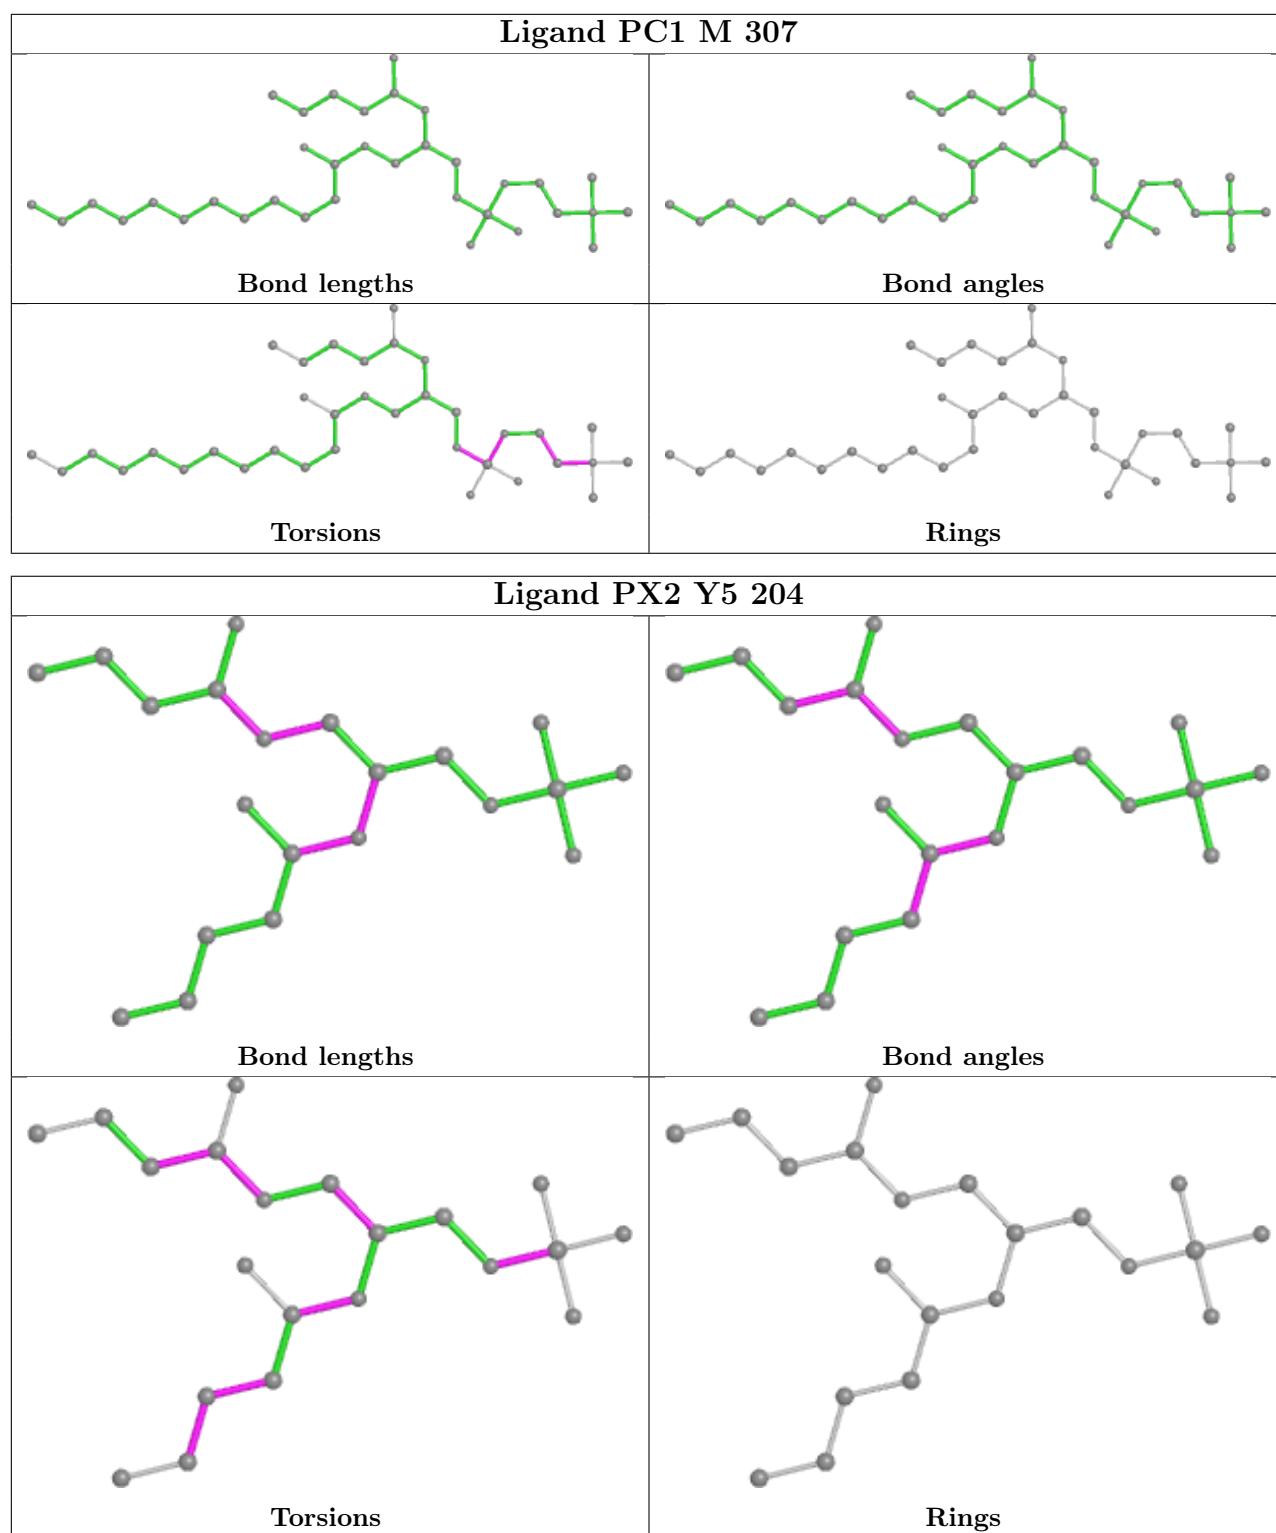 Ligand PC1 M 307
Bond lengths
Bond angles
Torsions
Rings
Ligand PX2 Y5 204
Bond lengths
Bond angles
Torsions
Rings